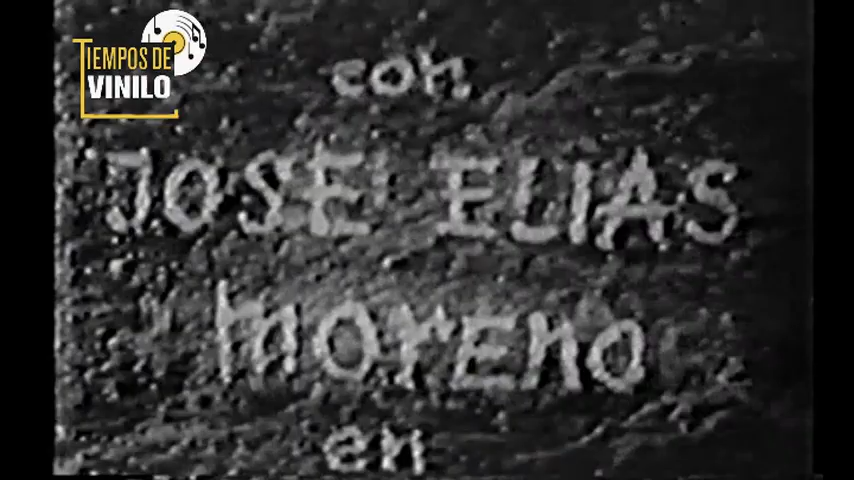 TIEMPOS DE
VINILO
con
JOSE' ELIAS
MORENO
en